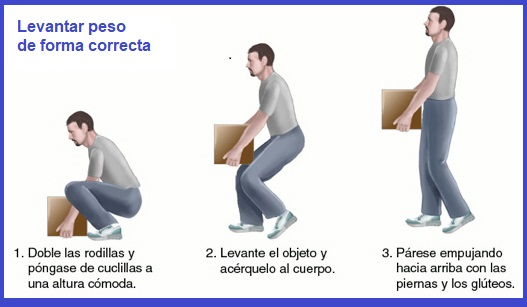 Levantar peso
de forma correcta
1. Doble las rodillas y
póngase de cuclillas a
una altura cómoda.
2. Levante el objeto y
acérquelo al cuerpo.
3. Párese empujando
hacia arriba con las
piernas y los glúteos.